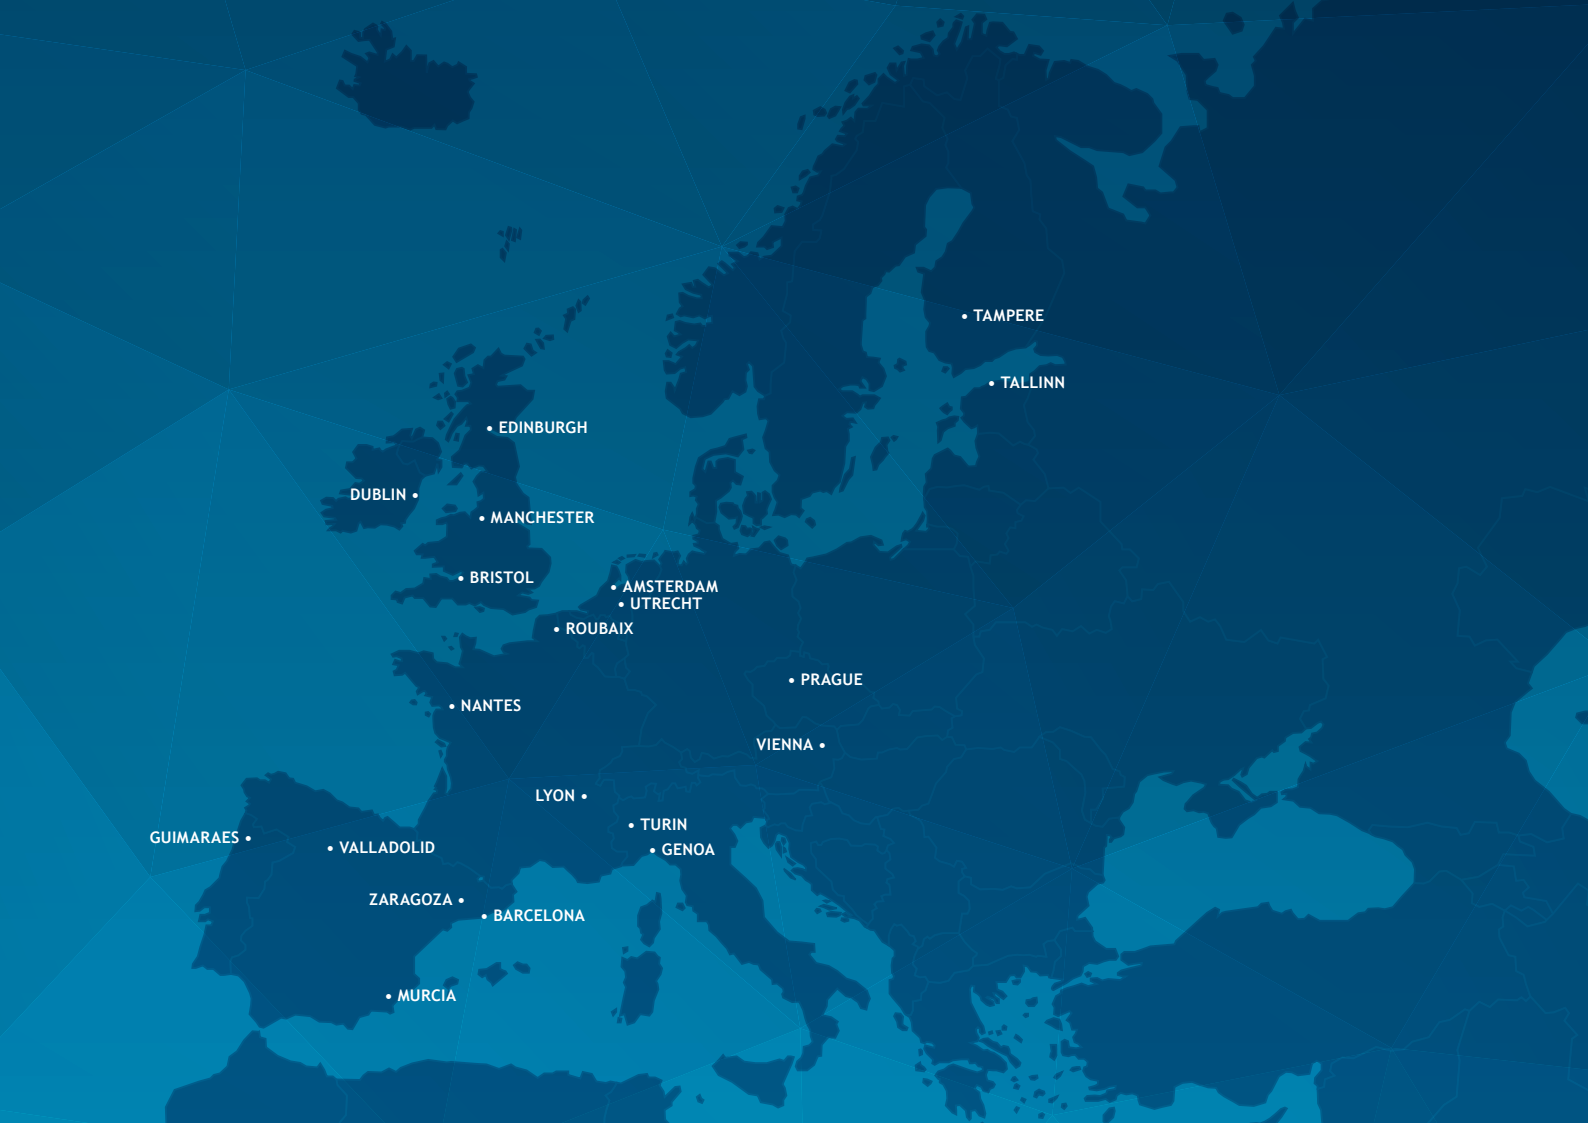 TAMPERE
TALLINN
EDINBURGH
DUBLIN
MANCHESTER
BRISTOL
AMSTERDAM
UTRECHT
ROUBAIX
PRAGUE
NANTES
VIENNA
LYON
TURIN
GUIMARAES
VALLADOLID
GENOA
ZARAGOZA
BARCELONA
MURCIA